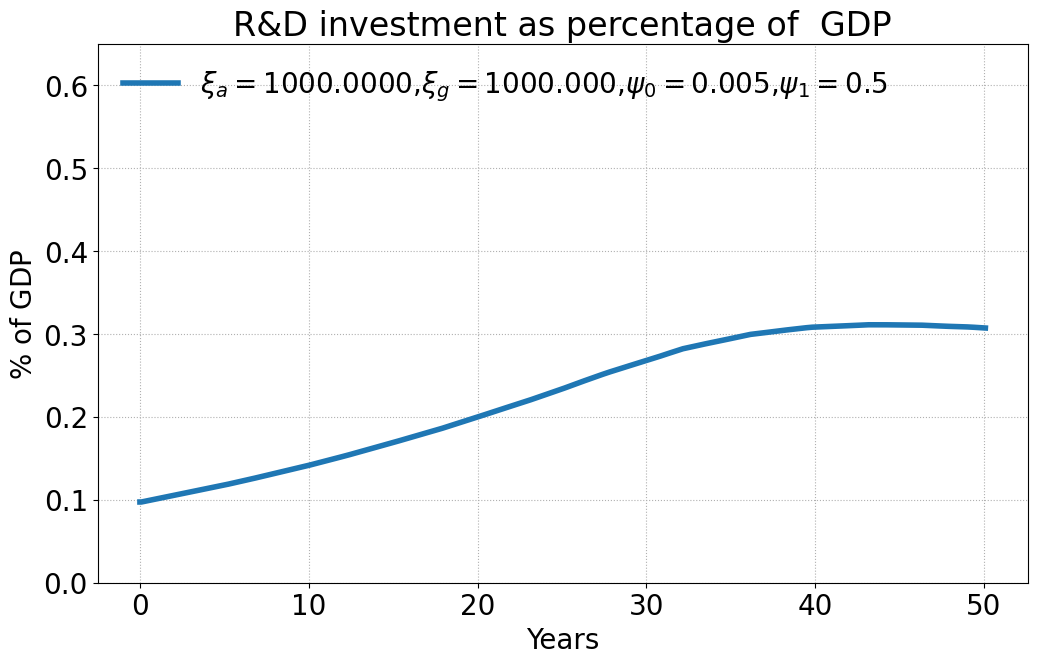 R&D investment as percentage of  GDP
ξₐ = 1000.0000,ξ_g = 1000.000,ψ₀ = 0.005,ψ₁ = 0.5
% of GDP
0.6
0.5
0.4
0.3
0.2
0.1
0.0
0 10 20 30 40 50
Years